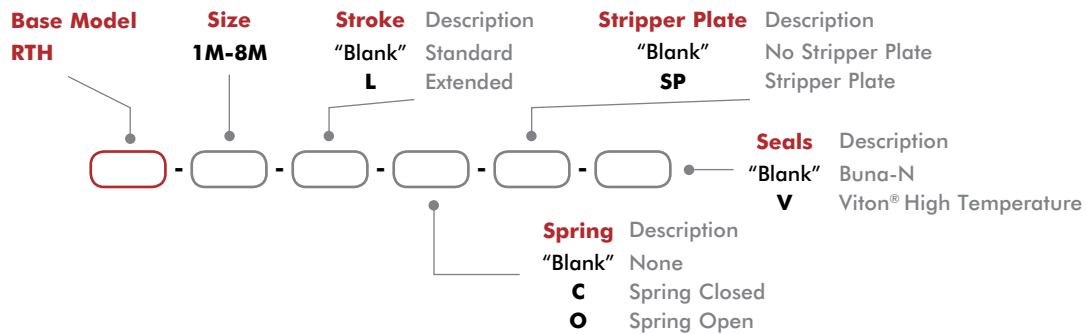 Base Model Size Stroke Description Stripper Plate Description
RTH 1M-8M "Blank" Standard "Blank" No Stripper Plate
L Extended SP Stripper Plate
- - - - -
Seals Description
"Blank" Buna-N
V Viton® High Temperature
Spring Description
"Blank" None
C Spring Closed
O Spring Open